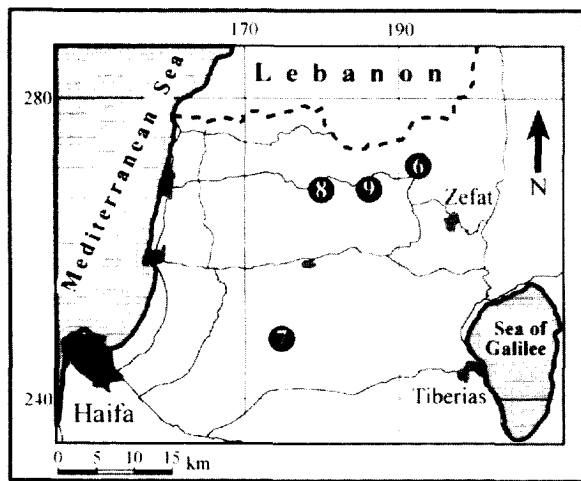 170 190
Lebanon
280
Mediterranean Sea
N
6
8 9
Zefat
Sea of
Galilee
7
Tiberias
240
Haifa
0 5 10 15 km